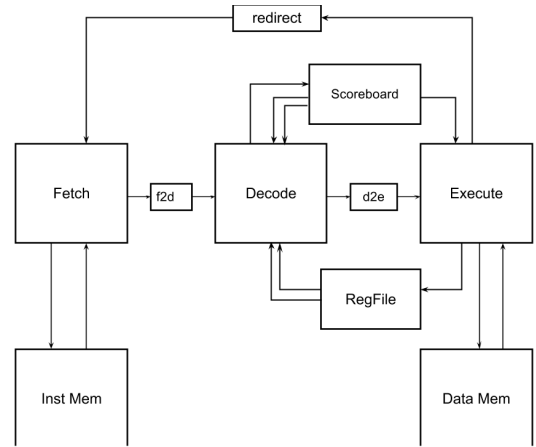 redirect
Scoreboard
Fetch
f2d
Decode
d2e
Execute
RegFile
Inst Mem
Data Mem